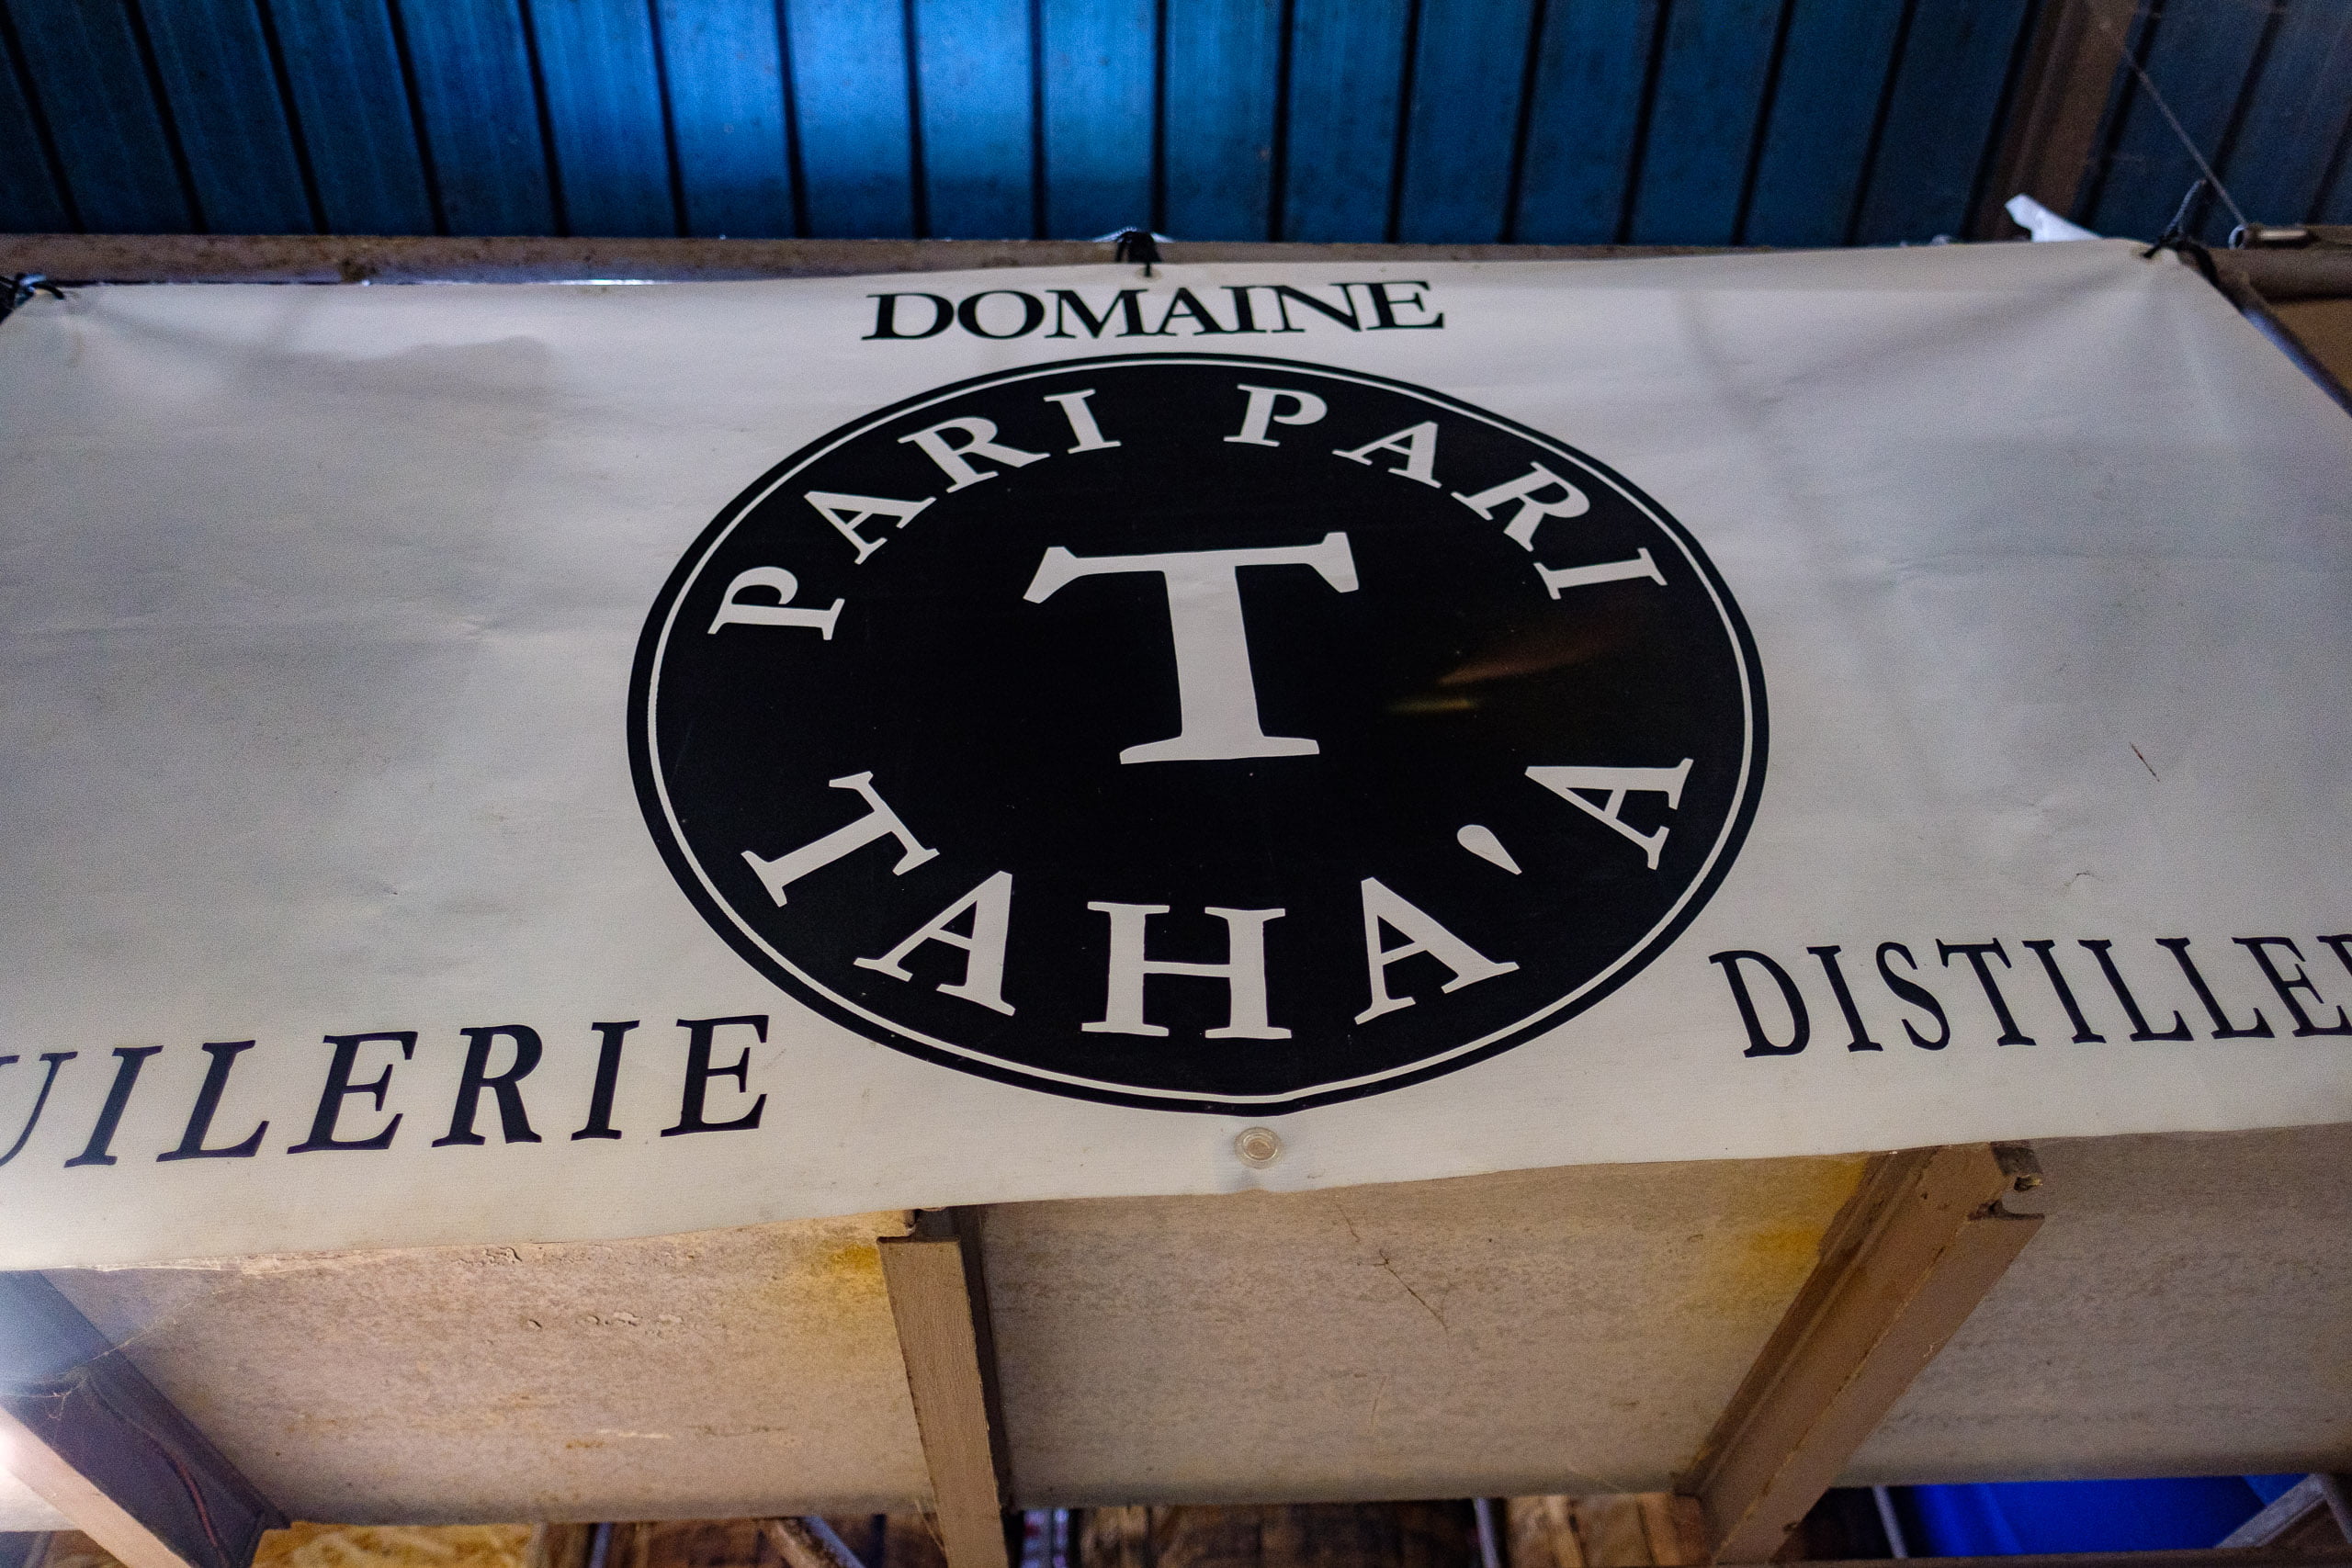 DOMAINE
PARI PARI
T
TAHA'A
UILERIE
DISTILLE